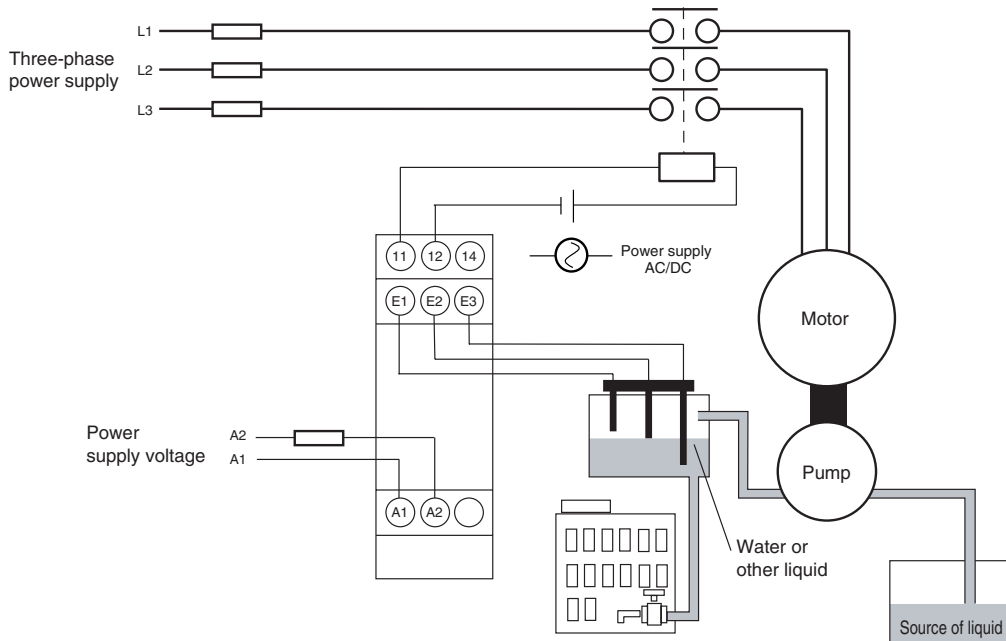 L1
Three-phase
power supply
L2
L3
11 12 14
Power supply
AC/DC
E1 E2 E3
Motor
Power
supply voltage
A2
A1
Pump
A1 A2
Water or
other liquid
Source of liquid